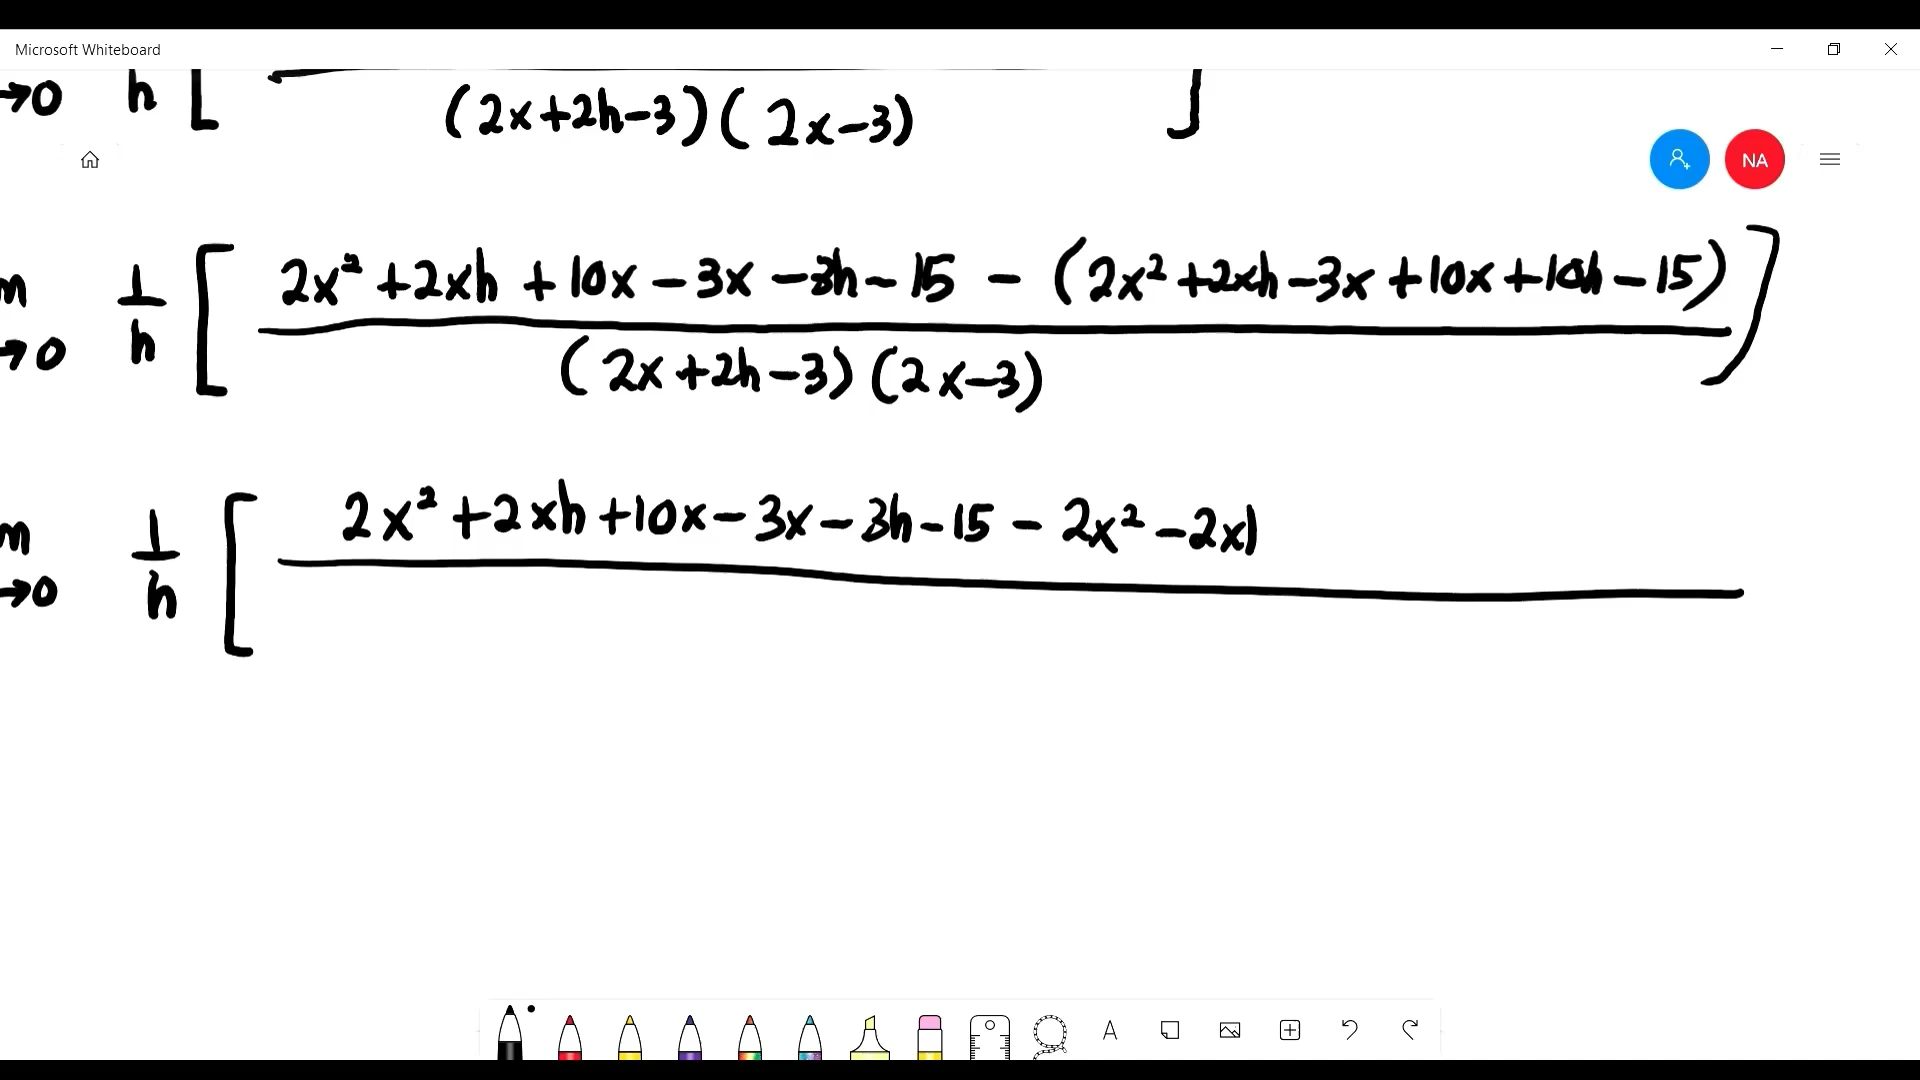 Microsoft Whiteboard
→0 h [ (2x+2h-3)(2x-3) ]
NA
m 1 [ 2x² +2xh +10x -3x -3h -15 - (2x² +2xh -3x +10x +10h -15) ]
→0 h (2x+2h-3)(2x-3)
m 1 [ 2x² +2xh +10x -3x -3h -15 - 2x² -2x
→0 h
A